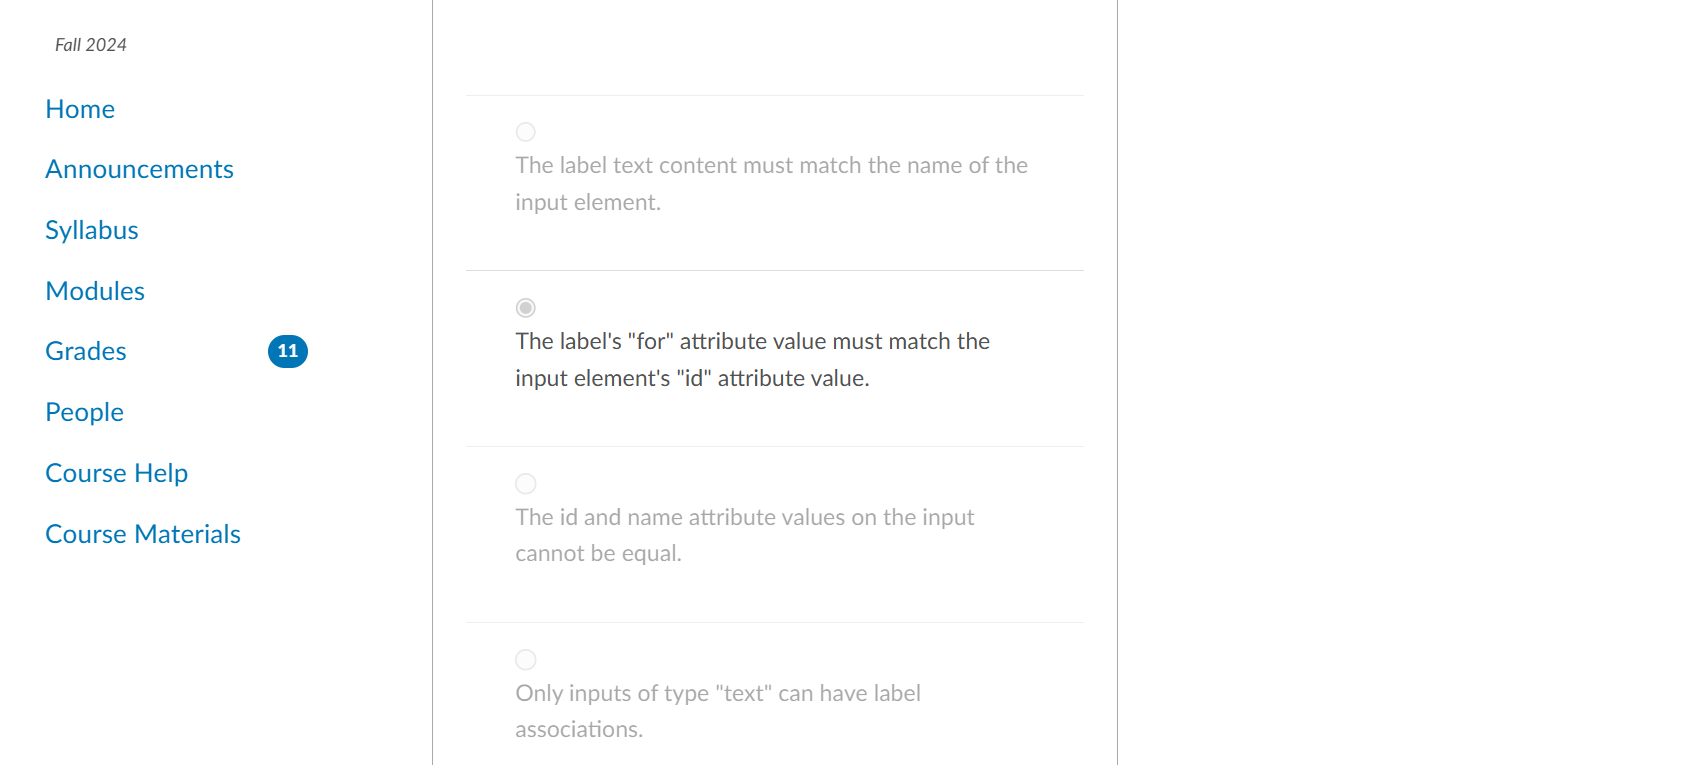 Fall 2024
Home
Announcements
Syllabus
Modules
Grades
11
People
Course Help
Course Materials
The label text content must match the name of the
input element.
The label's "for" attribute value must match the
input element's "id" attribute value.
The id and name attribute values on the input
cannot be equal.
Only inputs of type "text" can have label
associations.